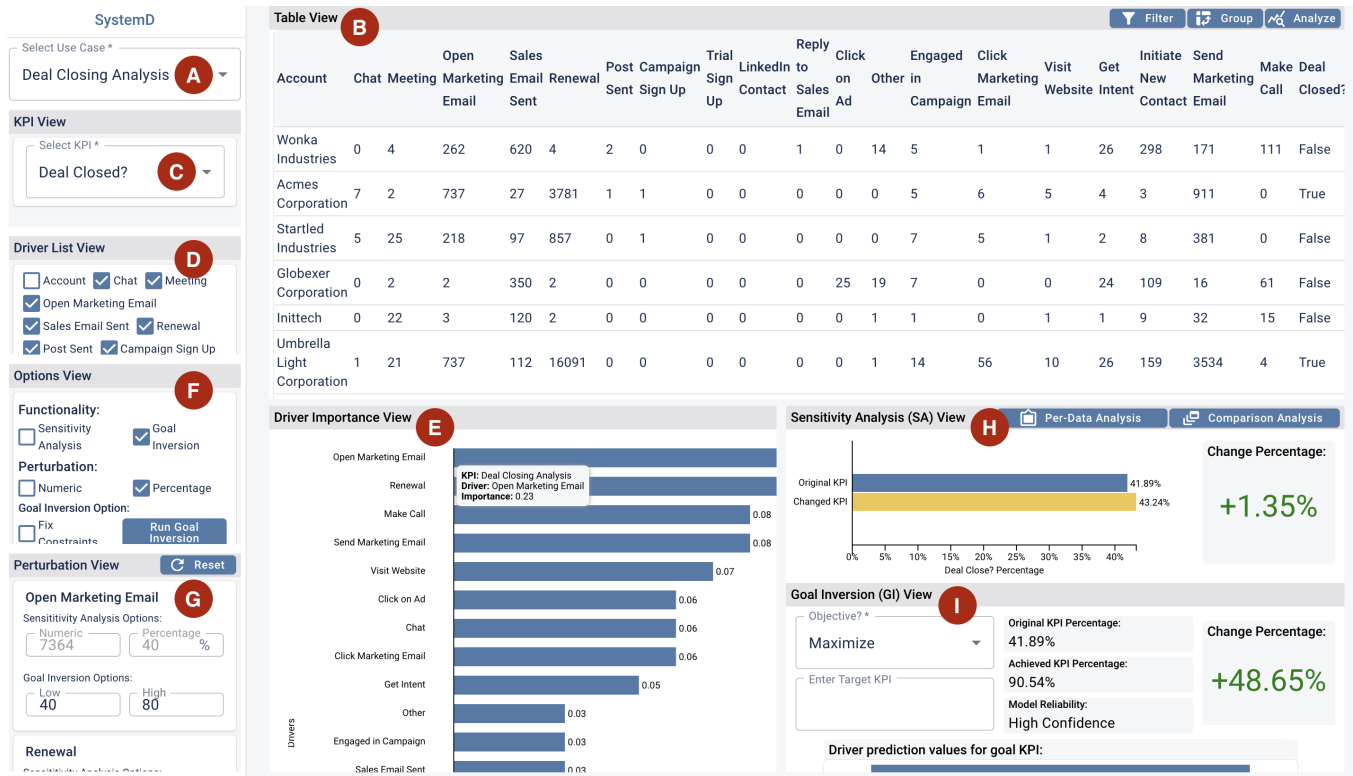 SystemD
Select Use Case *
Deal Closing Analysis
A
KPI View
Select KPI *
Deal Closed?
C
Driver List View
D
Account Chat Meeting
Open Marketing Email
Sales Email Sent Renewal
Post Sent Campaign Sign Up
Options View
F
Functionality:
Sensitivity
Analysis
Goal
Inversion
Perturbation:
Numeric Percentage
Goal Inversion Option:
Fix
Constraints
Run Goal
Inversion
Perturbation View
Reset
Open Marketing Email
G
Sensititivity Analysis Options:
Numeric
7364
Percentage
40 %
Goal Inversion Options:
Low
40
High
80
Renewal
Sensititivity Analysis Options:
Table View
B
Filter
Group
Analyze
Account Chat Meeting Open Marketing Email Sales Email Sent Renewal Post Sent Campaign Sign Up Trial Sign Up LinkedIn Contact Reply to Sales Email Click on Ad Other Engaged in Campaign Click Marketing Email Visit Website Get Intent Initiate New Contact Send Marketing Email Make Call Deal Closed?
Wonka Industries 0 4 262 620 4 2 0 0 0 1 0 14 5 1 1 26 298 171 111 False
Acmes Corporation 7 2 737 27 3781 1 1 0 0 0 0 0 5 6 5 4 3 911 0 True
Startled Industries 5 25 218 97 857 0 1 0 0 0 0 0 7 5 1 2 8 381 0 False
Globexer Corporation 0 2 2 350 2 0 0 0 0 0 25 19 7 0 0 24 109 16 61 False
Inittech 0 22 3 120 2 0 0 0 0 0 0 1 1 0 1 1 9 32 15 False
Umbrella Light Corporation 1 21 737 112 16091 0 0 0 0 0 0 1 14 56 10 26 159 3534 4 True
Driver Importance View
E
Open Marketing Email
KPI: Deal Closing Analysis
Driver: Open Marketing Email
Importance: 0.23
Renewal
Make Call 0.08
Send Marketing Email 0.08
Visit Website 0.07
Click on Ad 0.06
Chat 0.06
Click Marketing Email 0.06
Get Intent 0.05
Other 0.03
Engaged in Campaign 0.03
Sales Email Sent 0.03
Drivers
Sensitivity Analysis (SA) View
H
Per-Data Analysis
Comparison Analysis
Original KPI 41.89%
Changed KPI 43.24%
0% 5% 10% 15% 20% 25% 30% 35% 40%
Deal Close? Percentage
Change Percentage:
+1.35%
Goal Inversion (GI) View
I
Objective? *
Maximize
Enter Target KPI
Original KPI Percentage:
41.89%
Achieved KPI Percentage:
90.54%
Model Reliability:
High Confidence
Change Percentage:
+48.65%
Driver prediction values for goal KPI: